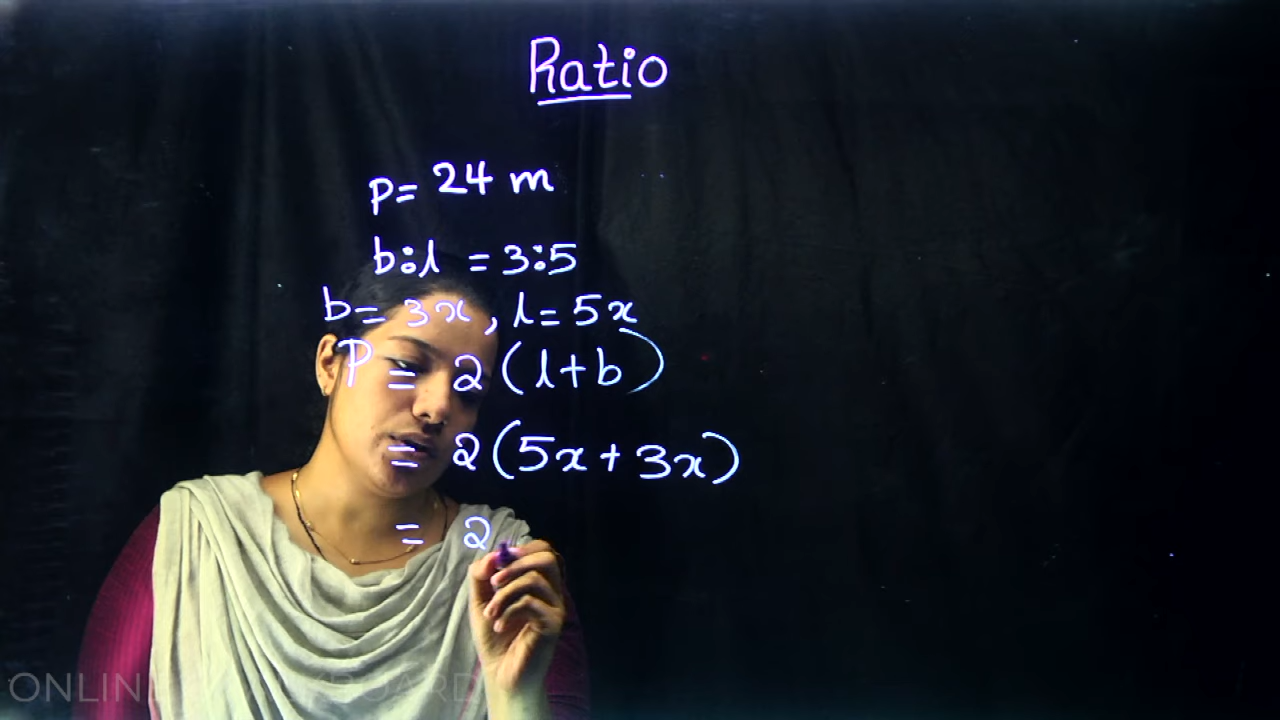 Ratio
P= 24 m
b:l = 3:5
b= 3x, l= 5x
P = 2 (l+b)
= 2(5x+3x)
= 2